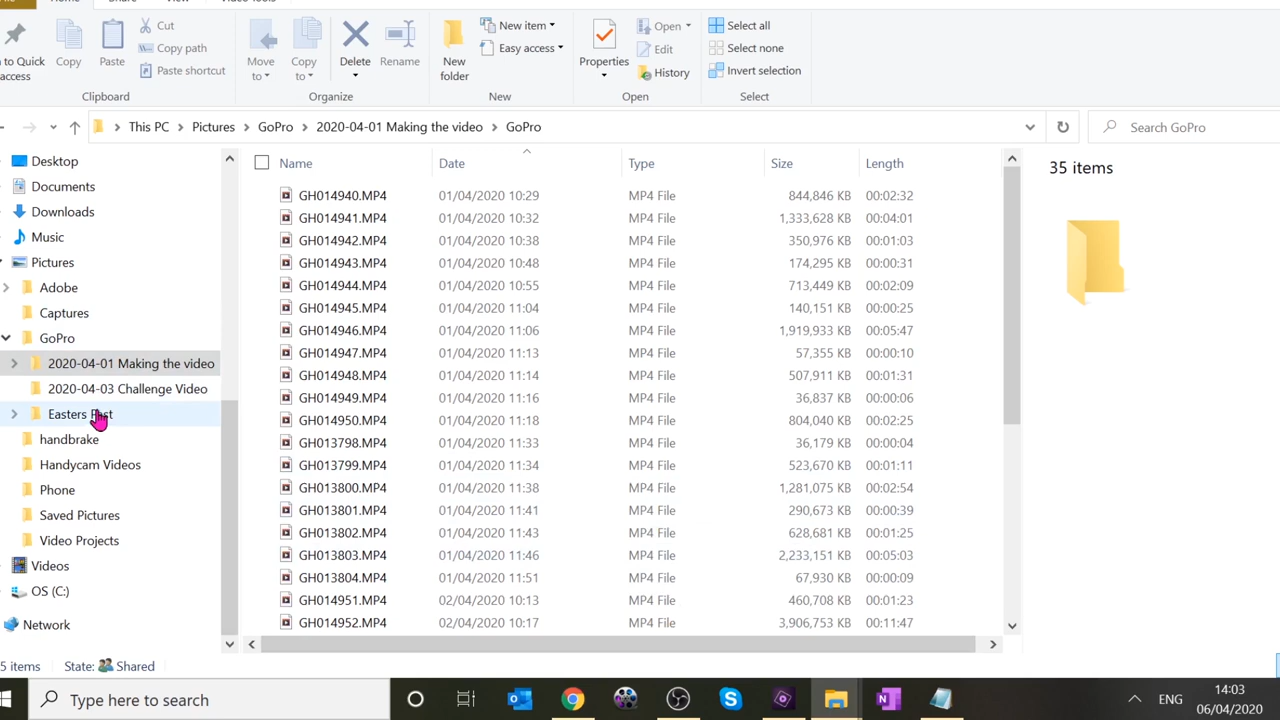 Home Share View Video Tools
Cut
Copy path
Paste shortcut
to Quick access
Copy
Paste
Clipboard
Move to
Copy to
Delete
Rename
Organize
New folder
New item
Easy access
New
Properties
Open
Edit
History
Open
Select all
Select none
Invert selection
Select
This PC > Pictures > GoPro > 2020-04-01 Making the video > GoPro
Search GoPro
Desktop
Documents
Downloads
Music
Pictures
Adobe
Captures
GoPro
2020-04-01 Making the video
2020-04-03 Challenge Video
Easters
handbrake
Handycam Videos
Phone
Saved Pictures
Video Projects
Videos
OS (C:)
Network
Name Date Type Size Length
GH014940.MP4 01/04/2020 10:29 MP4 File 844,846 KB 00:02:32
GH014941.MP4 01/04/2020 10:32 MP4 File 1,333,628 KB 00:04:01
GH014942.MP4 01/04/2020 10:38 MP4 File 350,976 KB 00:01:03
GH014943.MP4 01/04/2020 10:48 MP4 File 174,295 KB 00:00:31
GH014944.MP4 01/04/2020 10:55 MP4 File 713,449 KB 00:02:09
GH014945.MP4 01/04/2020 11:04 MP4 File 140,151 KB 00:00:25
GH014946.MP4 01/04/2020 11:06 MP4 File 1,919,933 KB 00:05:47
GH014947.MP4 01/04/2020 11:13 MP4 File 57,355 KB 00:00:10
GH014948.MP4 01/04/2020 11:14 MP4 File 507,911 KB 00:01:31
GH014949.MP4 01/04/2020 11:16 MP4 File 36,837 KB 00:00:06
GH014950.MP4 01/04/2020 11:18 MP4 File 804,040 KB 00:02:25
GH013798.MP4 01/04/2020 11:33 MP4 File 36,179 KB 00:00:04
GH013799.MP4 01/04/2020 11:34 MP4 File 523,670 KB 00:01:11
GH013800.MP4 01/04/2020 11:38 MP4 File 1,281,075 KB 00:02:54
GH013801.MP4 01/04/2020 11:41 MP4 File 290,673 KB 00:00:39
GH013802.MP4 01/04/2020 11:43 MP4 File 628,681 KB 00:01:25
GH013803.MP4 01/04/2020 11:46 MP4 File 2,233,151 KB 00:05:03
GH013804.MP4 01/04/2020 11:51 MP4 File 67,930 KB 00:00:09
GH014951.MP4 02/04/2020 10:13 MP4 File 460,708 KB 00:01:23
GH014952.MP4 02/04/2020 10:17 MP4 File 3,906,753 KB 00:11:47
35 items
5 items State: Shared
Type here to search
ENG
14:03
06/04/2020